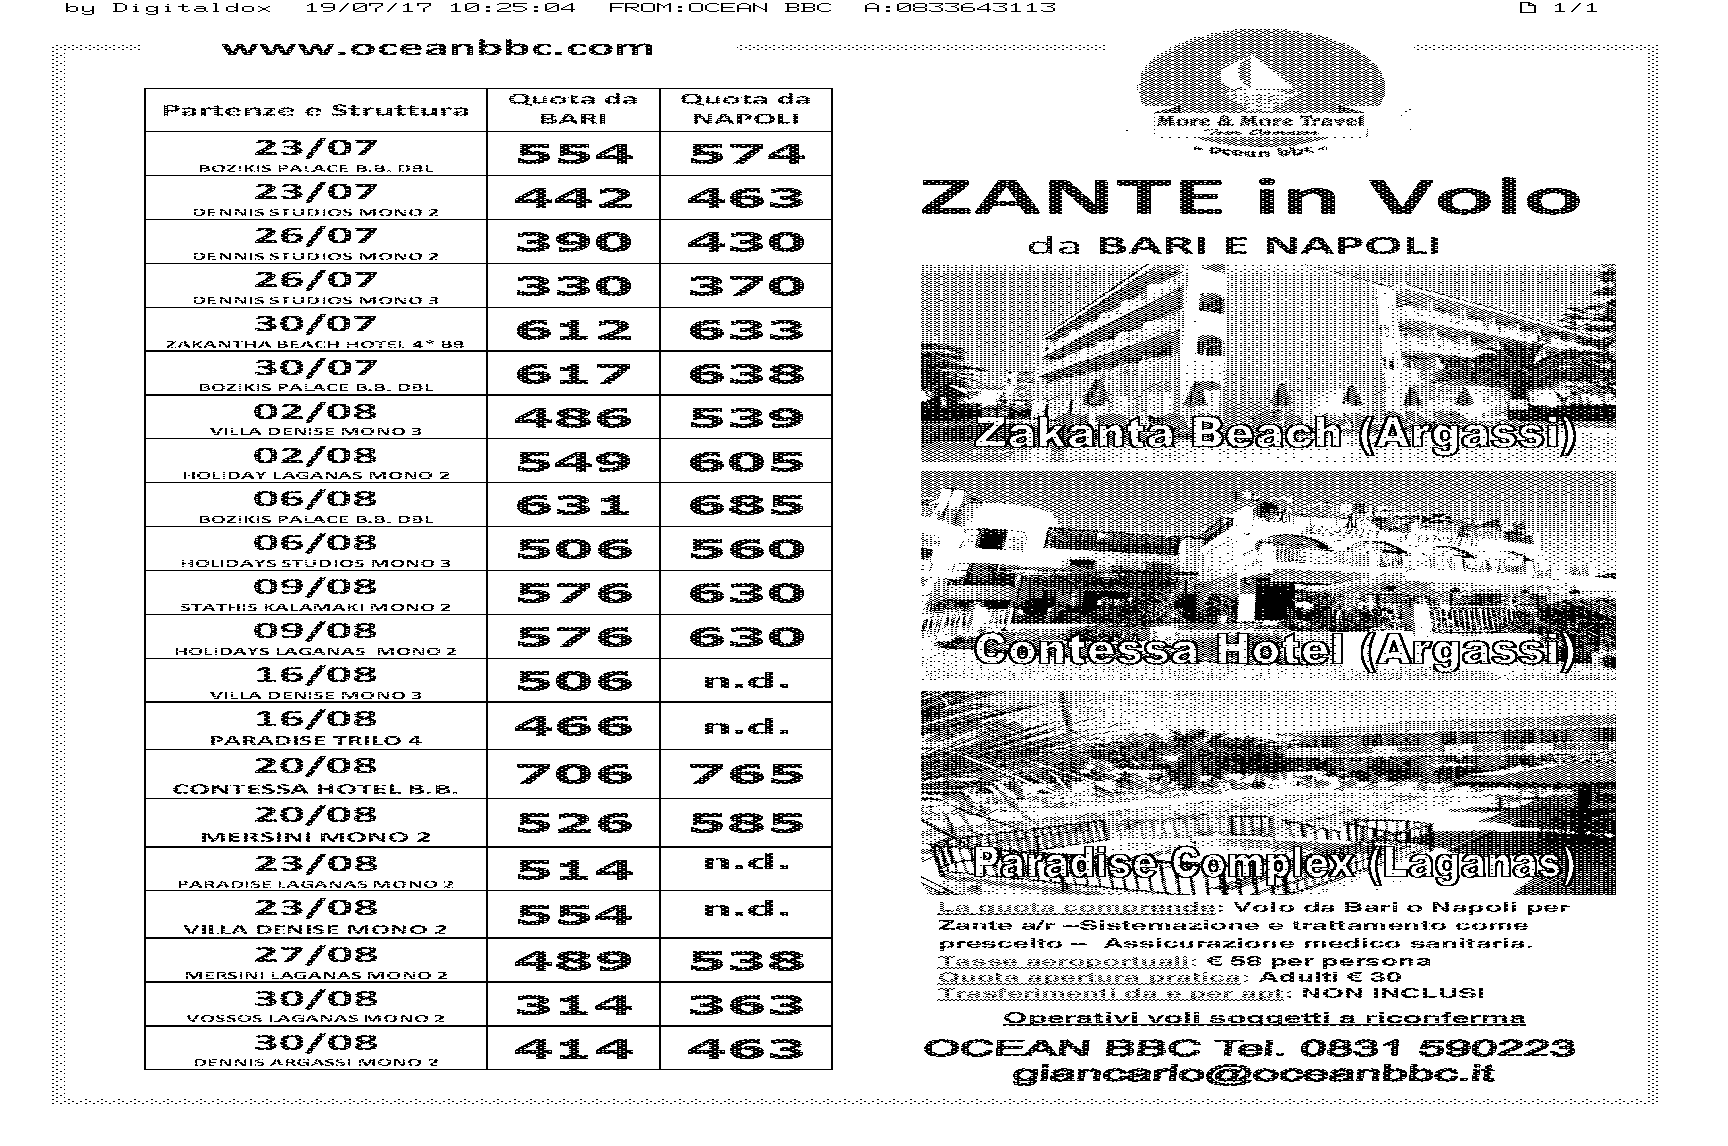 by Digitaldox 19/07/17 10:25:04 FROM:OCEAN BBC A:0833643113 1/1
www.oceanbbc.com
Partenze e Struttura Quota da BARI Quota da NAPOLI
23/07 554 574
BOZIKIS PALACE B.B. DBL
23/07 442 463
DENNIS STUDIOS MONO 2
26/07 390 430
DENNIS STUDIOS MONO 2
26/07 330 370
DENNIS STUDIOS MONO 3
30/07 612 633
ZAKANTHA BEACH HOTEL 4* BB
30/07 617 638
BOZIKIS PALACE B.B. DBL
02/08 486 539
VILLA DENISE MONO 3
02/08 549 605
HOLIDAY LAGANAS MONO 2
06/08 631 685
BOZIKIS PALACE B.B. DBL
06/08 506 560
HOLIDAYS STUDIOS MONO 3
09/08 576 630
STATHIS KALAMAKI MONO 2
09/08 576 630
HOLIDAYS LAGANAS MONO 2
16/08 506 n.d.
VILLA DENISE MONO 3
16/08 466 n.d.
PARADISE TRILO 4
20/08 706 765
CONTESSA HOTEL B.B.
20/08 526 585
MERSINI MONO 2
23/08 514 n.d.
PARADISE LAGANAS MONO 2
23/08 554 n.d.
VILLA DENISE MONO 2
27/08 489 538
MERSINI LAGANAS MONO 2
30/08 314 363
VOSSOS LAGANAS MONO 2
30/08 414 463
DENNIS ARGASSI MONO 2
More & More Travel
"Ocean bbc"
ZANTE in Volo
da BARI E NAPOLI
Zakanta Beach (Argassi)
Contessa Hotel (Argassi)
Paradise Complex (Laganas)
La quota comprende: Volo da Bari o Napoli per
Zante a/r –Sistemazione e trattamento come
prescelto – Assicurazione medico sanitaria.
Tasse aeroportuali: € 58 per persona
Quota apertura pratica: Adulti € 30
Trasferimenti da e per apt: NON INCLUSI
Operativi voli soggetti a riconferma
OCEAN BBC Tel. 0831 590223
giancarlo@oceanbbc.it